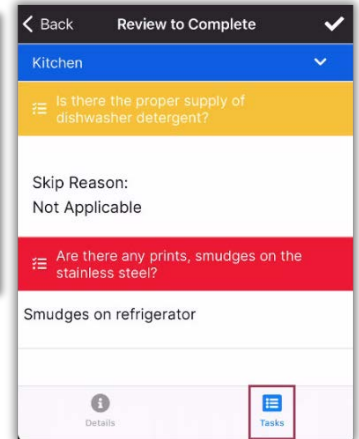 Back Review to Complete
Kitchen
Is there the proper supply of
dishwasher detergent?
Skip Reason:
Not Applicable
Are there any prints, smudges on the
stainless steel?
Smudges on refrigerator
Details Tasks